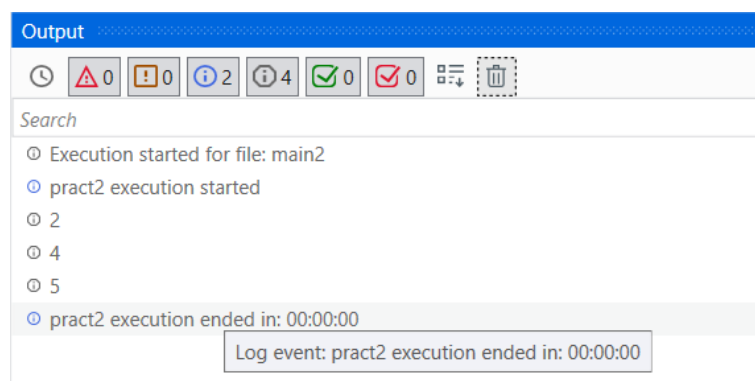 Output
0 0 2 4 0 0
Search
Execution started for file: main2
pract2 execution started
2
4
5
pract2 execution ended in: 00:00:00
Log event: pract2 execution ended in: 00:00:00